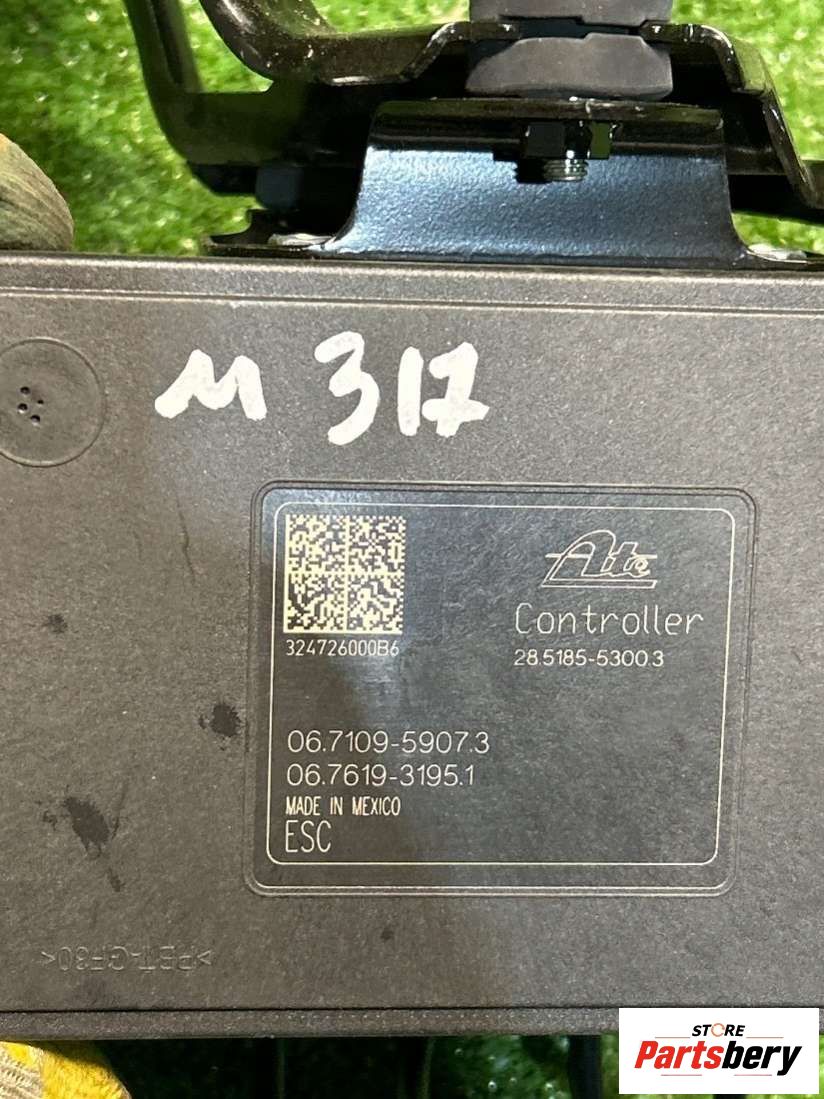 M 317
Ate
Controller
28.5185-5300.3
324726000B6
06.7109-5907.3
06.7619-3195.1
MADE IN MEXICO
ESC
>PBT-GF30<
STORE
Partsbery